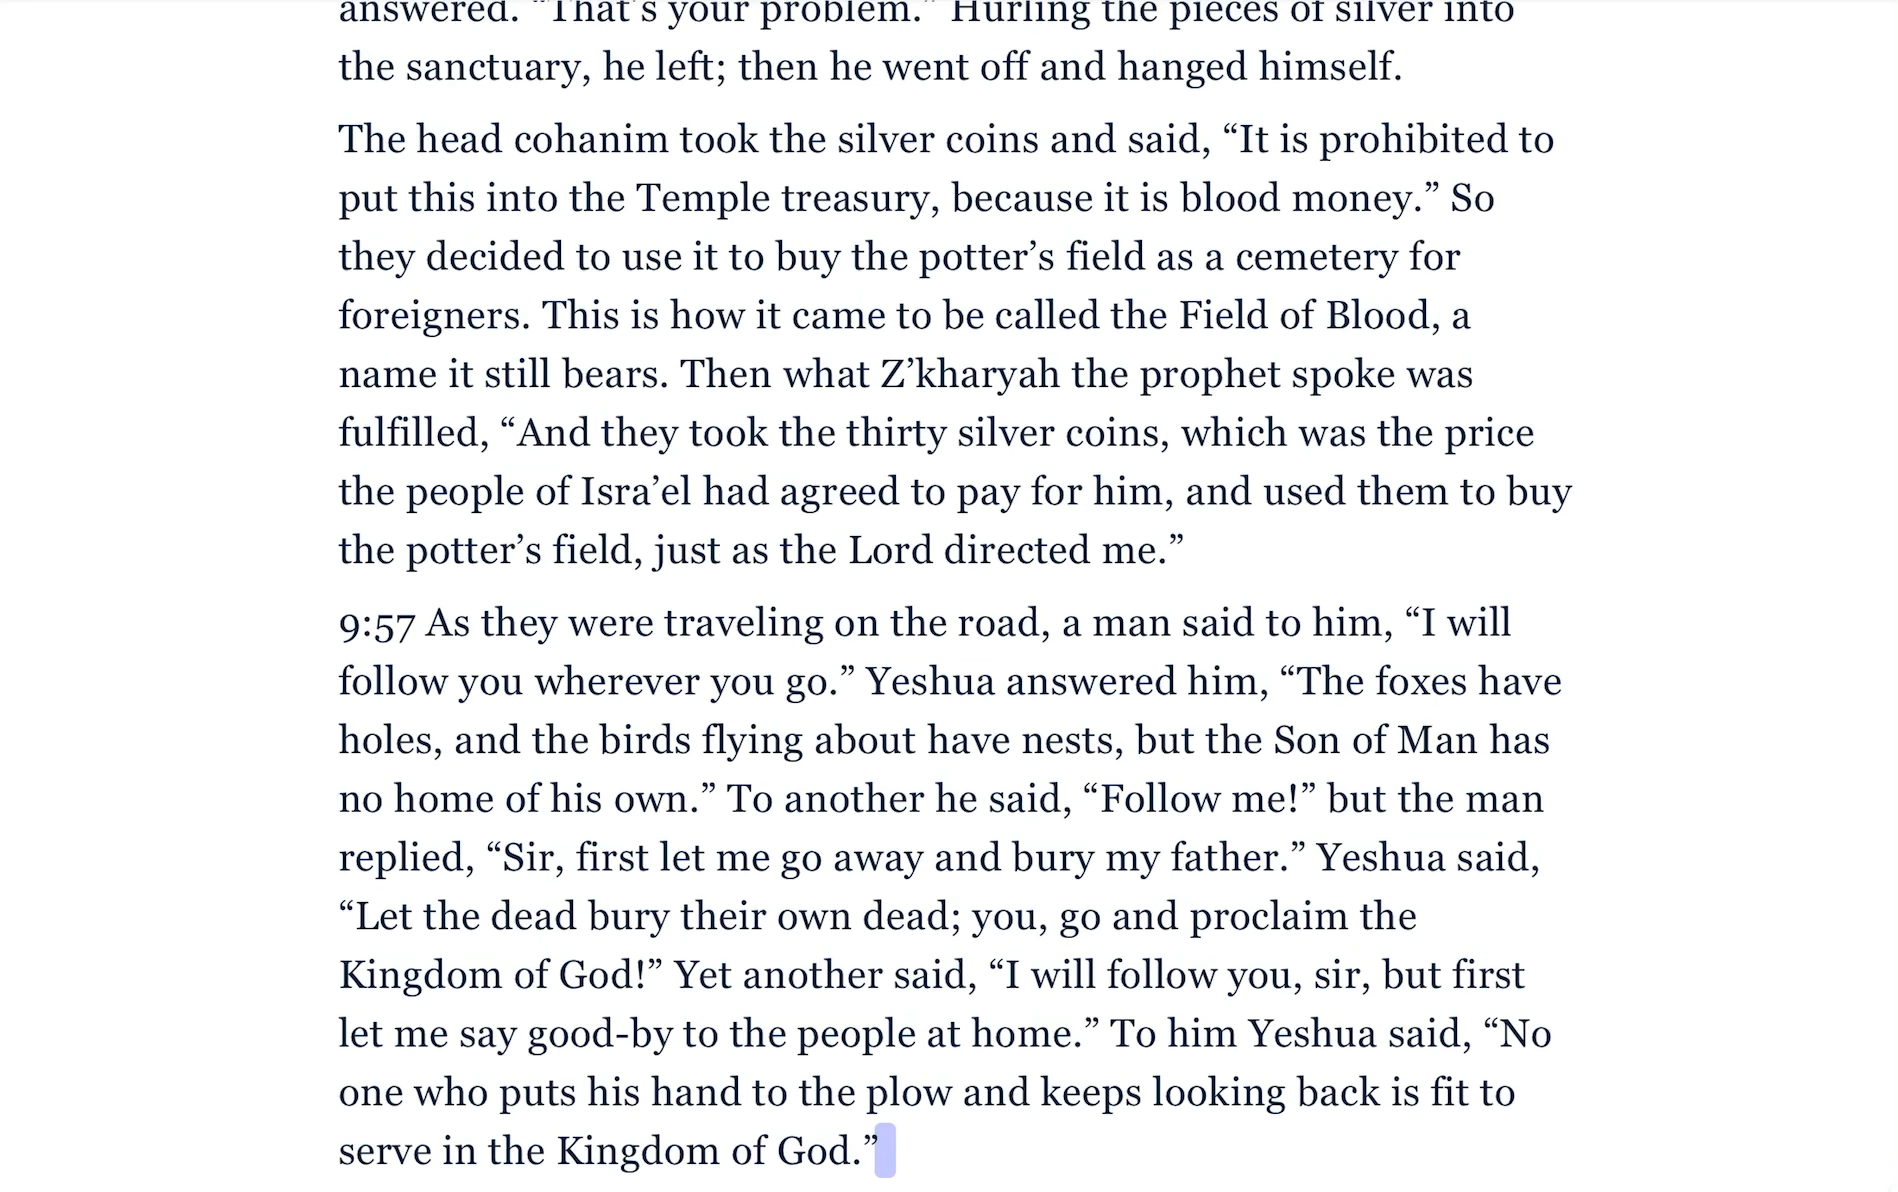 answered. “That’s your problem.” Hurling the pieces of silver into
the sanctuary, he left; then he went off and hanged himself.
The head cohanim took the silver coins and said, “It is prohibited to
put this into the Temple treasury, because it is blood money.” So
they decided to use it to buy the potter’s field as a cemetery for
foreigners. This is how it came to be called the Field of Blood, a
name it still bears. Then what Z’kharyah the prophet spoke was
fulfilled, “And they took the thirty silver coins, which was the price
the people of Isra’el had agreed to pay for him, and used them to buy
the potter’s field, just as the Lord directed me.”
9:57 As they were traveling on the road, a man said to him, “I will
follow you wherever you go.” Yeshua answered him, “The foxes have
holes, and the birds flying about have nests, but the Son of Man has
no home of his own.” To another he said, “Follow me!” but the man
replied, “Sir, first let me go away and bury my father.” Yeshua said,
“Let the dead bury their own dead; you, go and proclaim the
Kingdom of God!” Yet another said, “I will follow you, sir, but first
let me say good-by to the people at home.” To him Yeshua said, “No
one who puts his hand to the plow and keeps looking back is fit to
serve in the Kingdom of God.”